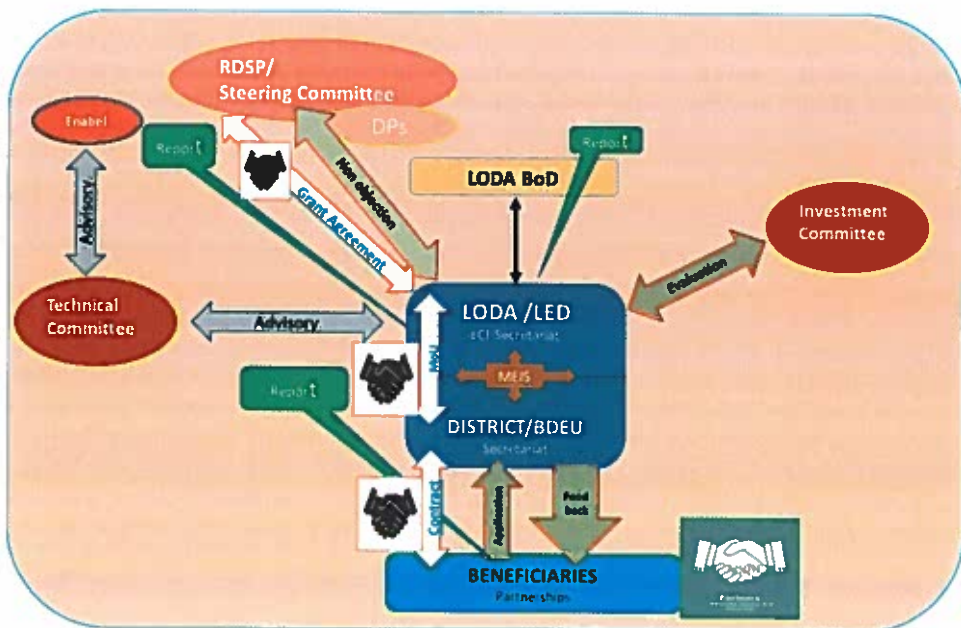 RDSP/
Steering Committee
DPs
Enabel
Report
Report
Non objection
Grant Agreement
LODA BoD
Investment
Committee
Advisory
Evaluation
Technical
Committee
Advisory
LODA /LED
LCF Secretariat
MoU
MEIS
Report
DISTRICT/BDEU
Secretariat
Contract
Application
Feed
back
BENEFICIARIES
Partnerships